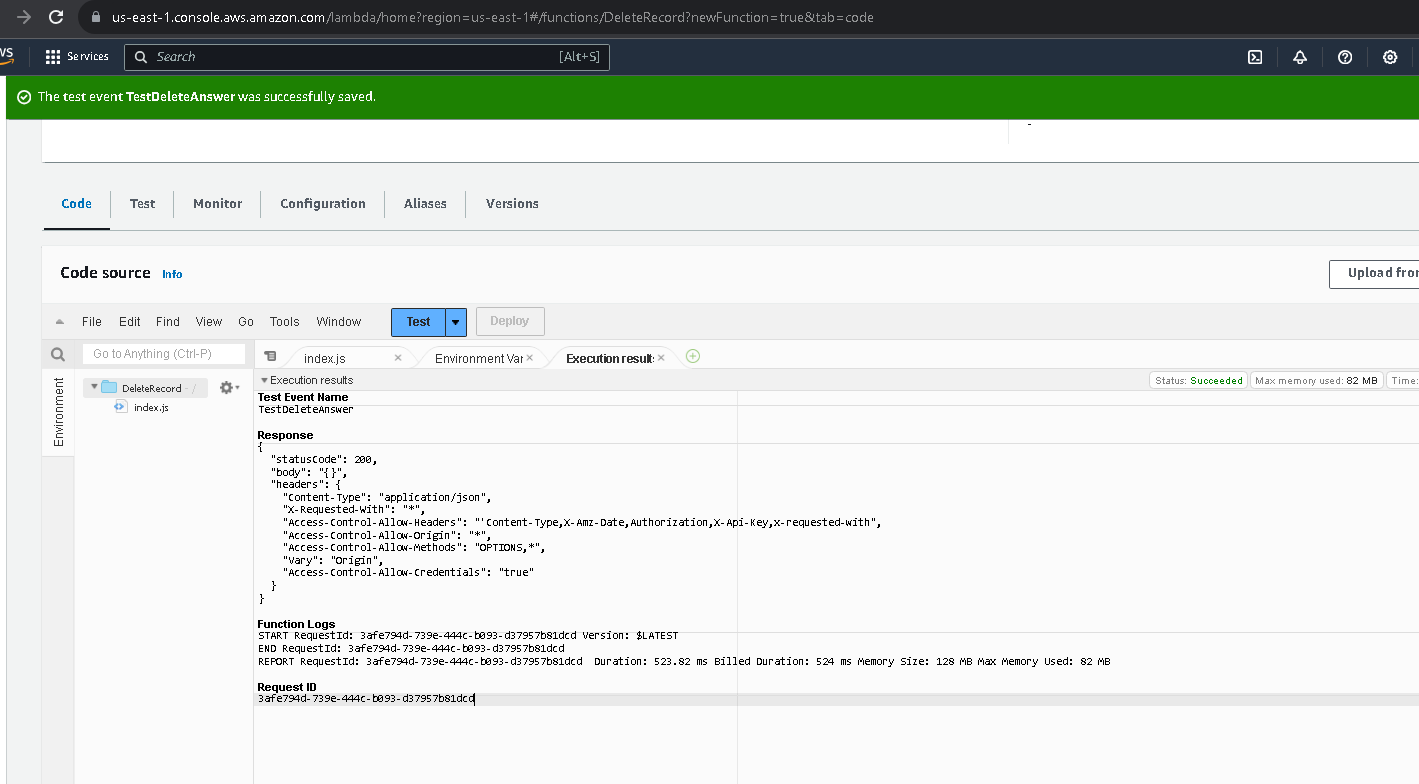 us-east-1.console.aws.amazon.com/lambda/home?region=us-east-1#/functions/DeleteRecord?newFunction=true&tab=code
Services
Search
[Alt+S]
The test event TestDeleteAnswer was successfully saved.
-
Code
Test
Monitor
Configuration
Aliases
Versions
Code source
Info
File Edit Find View Go Tools Window
Test
Deploy
Go to Anything (Ctrl-P)
index.js
Environment Var
Execution results
Environment
DeleteRecord - /
index.js
Execution results
Status: Succeeded
Max memory used: 82 MB
Time:
Test Event Name
TestDeleteAnswer
Response
{
"statusCode": 200,
"body": "{}",
"headers": {
"Content-Type": "application/json",
"X-Requested-With": "*",
"Access-Control-Allow-Headers": "'Content-Type,X-Amz-Date,Authorization,X-Api-Key,x-requested-with",
"Access-Control-Allow-Origin": "*",
"Access-Control-Allow-Methods": "OPTIONS,*",
"Vary": "Origin",
"Access-Control-Allow-Credentials": "true"
}
}
Function Logs
START RequestId: 3afe794d-739e-444c-b093-d37957b81dcd Version: $LATEST
END RequestId: 3afe794d-739e-444c-b093-d37957b81dcd
REPORT RequestId: 3afe794d-739e-444c-b093-d37957b81dcd Duration: 523.82 ms Billed Duration: 524 ms Memory Size: 128 MB Max Memory Used: 82 MB
Request ID
3afe794d-739e-444c-b093-d37957b81dcd